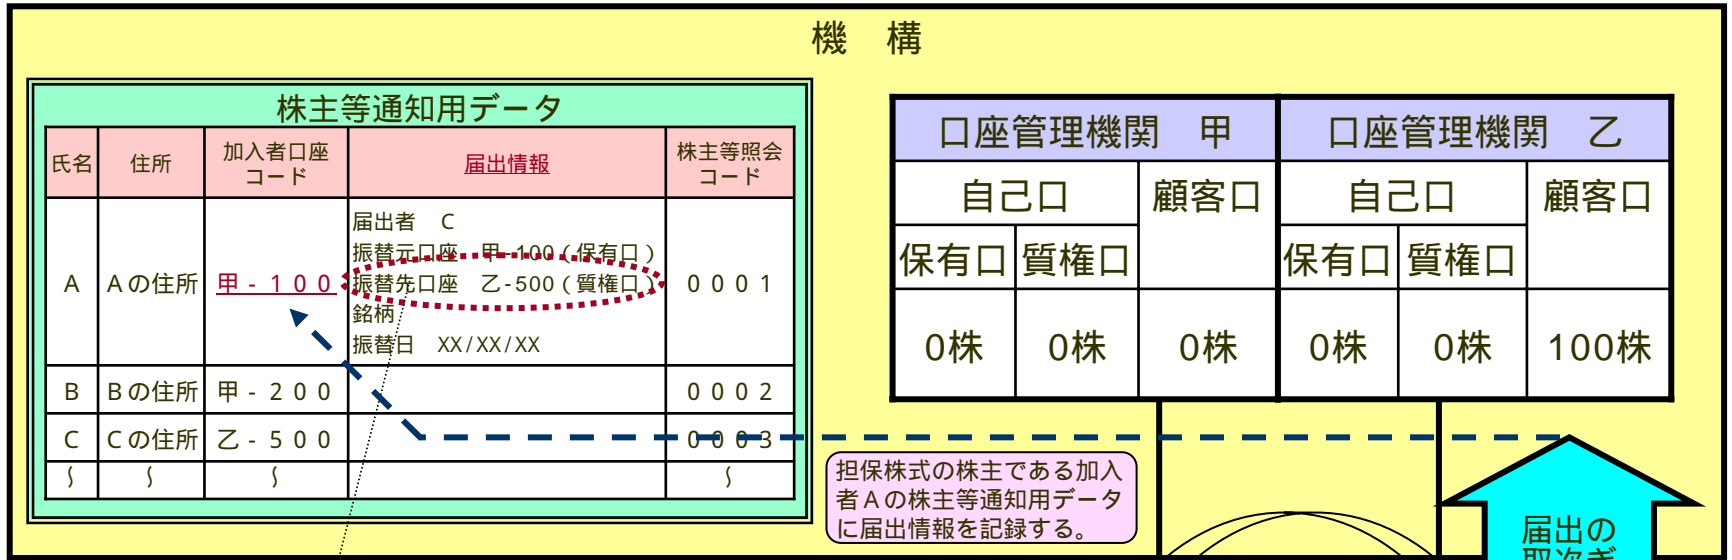 機　構
株主等通知用データ
氏名 住所 加入者口座コード 届出情報 株主等照会コード
A Aの住所 甲-100 0001
届出者　C
振替元口座　甲-100(保有口)
振替先口座　乙-500(質権口)
銘柄
振替日　XX/XX/XX
B Bの住所 甲-200 0002
C Cの住所 乙-500 0003
～ ～ ～ ～
口座管理機関　甲 口座管理機関　乙
自己口 顧客口 自己口 顧客口
保有口 質権口 保有口 質権口
0株 0株 0株 0株 0株 100株
担保株式の株主である加入
者Aの株主等通知用データ
に届出情報を記録する。
届出の
取次ぎ